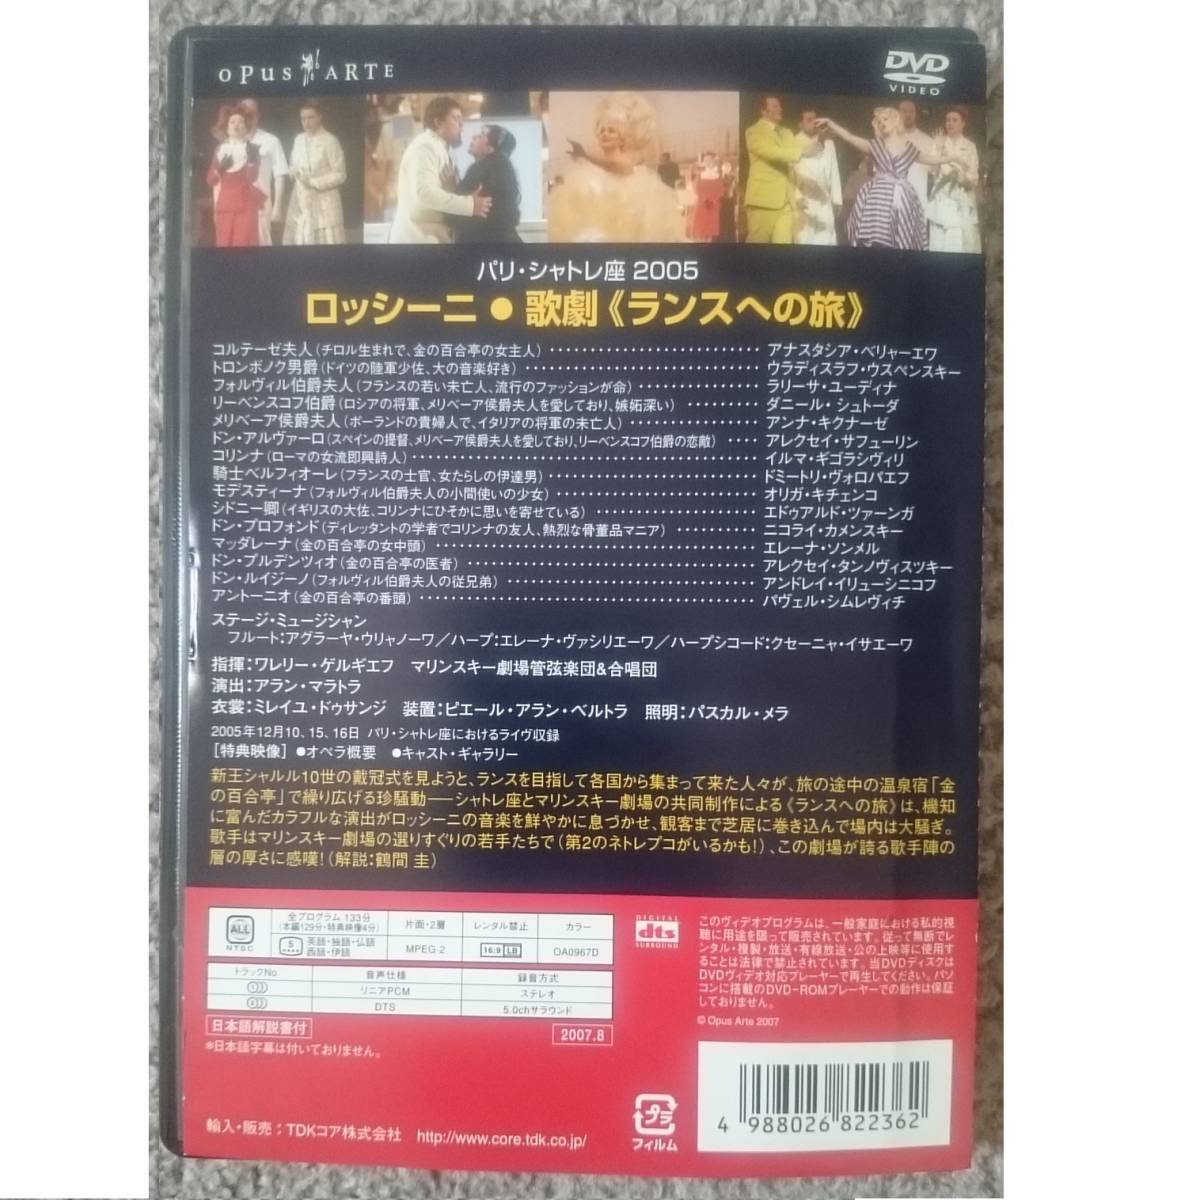 OPUS ARTE
DVD
VIDEO
パリ・シャトレ座 2005
ロッシーニ ● 歌劇《ランスへの旅》
コルテーゼ夫人(チロル生まれで、金の百合亭の女主人)・・・・・・・・アナスタシア・ベリャーエワ
トロンボノク男爵(ドイツの陸軍少佐、大の音楽好き)・・・・・・・・ウラディスラフ・ウスペンスキー
フォルヴィル伯爵夫人(フランスの若い未亡人、流行のファッションが命)・・・・・・・・ラリーサ・ユーディナ
リーベンスコフ伯爵(ロシアの将軍、メリベーア侯爵夫人を愛しており、嫉妬深い)・・・・・・・・ダニール・シュトーダ
メリベーア侯爵夫人(ポーランドの貴婦人で、イタリアの将軍の未亡人)・・・・・・・・アンナ・キクナーゼ
ドン・アルヴァーロ(スペインの提督、メリベーア侯爵夫人を愛しており、リーベンスコフ伯爵の恋敵)・・・・アレクセイ・サフューリン
コリンナ(ローマの女流即興詩人)・・・・・・・・イルマ・ギゴラシヴィリ
騎士ベルフィオーレ(フランスの士官、女たらしの伊達男)・・・・・・・・ドミートリ・ヴォロパエフ
モデスティーナ(フォルヴィル伯爵夫人の小間使いの少女)・・・・・・・・オリガ・キチェンコ
シドニー卿(イギリスの大佐、コリンナにひそかに思いを寄せている)・・・・・・・・エドゥアルド・ツァーンガ
ドン・プロフォンド(ディレッタントの学者でコリンナの友人、熱烈な骨董品マニア)・・・・・・・・ニコライ・カメンスキー
マッダレーナ(金の百合亭の女中頭)・・・・・・・・エレーナ・ソンメル
ドン・プルデンツィオ(金の百合亭の医者)・・・・・・・・アレクセイ・タンノヴィスツキー
ドン・ルイジーノ(フォルヴィル伯爵夫人の従兄弟)・・・・・・・・アンドレイ・イリューシニコフ
アントーニオ(金の百合亭の番頭)・・・・・・・・パヴェル・シムレヴィチ
ステージ・ミュージシャン
フルート:アグラーヤ・ウリャノーワ/ハープ:エレーナ・ヴァシリエーワ/ハープシコード:クセーニャ・イサエーワ
指揮:ワレリー・ゲルギエフ マリンスキー劇場管弦楽団&合唱団
演出:アラン・マラトラ
衣裳:ミレイユ・ドゥサンジ 装置:ピエール・アラン・ベルトラ 照明:パスカル・メラ
2005年12月10、15、16日 パリ・シャトレ座におけるライヴ収録
[特典映像]●オペラ概要 ●キャスト・ギャラリー
新王シャルル10世の戴冠式を見ようと、ランスを目指して各国から集まって来た人々が、旅の途中の温泉宿「金
の百合亭」で繰り広げる珍騒動―シャトレ座とマリンスキー劇場の共同制作による《ランスへの旅》は、機知
に富んだカラフルな演出がロッシーニの音楽を鮮やかに息づかせ、観客まで芝居に巻き込んで場内は大騒ぎ。
歌手はマリンスキー劇場の選りすぐりの若手たちで(第2のネトレプコがいるかも!)、この劇場が誇る歌手陣の
層の厚さに感嘆!(解説:鶴間 圭)
ALL
NTSC
全プログラム 133分
(本編129分・特典映像4分)
片面・2層
レンタル禁止
カラー
5
英語・独語・仏語
西語・伊語
MPEG-2
16:9 LB
OA0967D
トラックNo. 音声仕様 録音方式
1 リニアPCM ステレオ
2 DTS 5.0chサラウンド
日本語解説書付
2007.8
*日本語字幕は付いておりません。
DIGITAL
dts
SURROUND
このヴィデオプログラムは、一般家庭における私的視
聴に用途を限って販売されています。従って無断でレ
ンタル・複製・放送・有線放送・公の上映等に使用す
ることは法律で禁止されています。当DVDディスクは
DVDヴィデオ対応プレーヤーで再生してください。パソ
コンに搭載のDVD-ROMプレーヤーでの動作は保証
しておりません。
© Opus Arte 2007
輸入・販売:TDKコア株式会社 http://www.core.tdk.co.jp/
プラ
フィルム
4 988026 822362